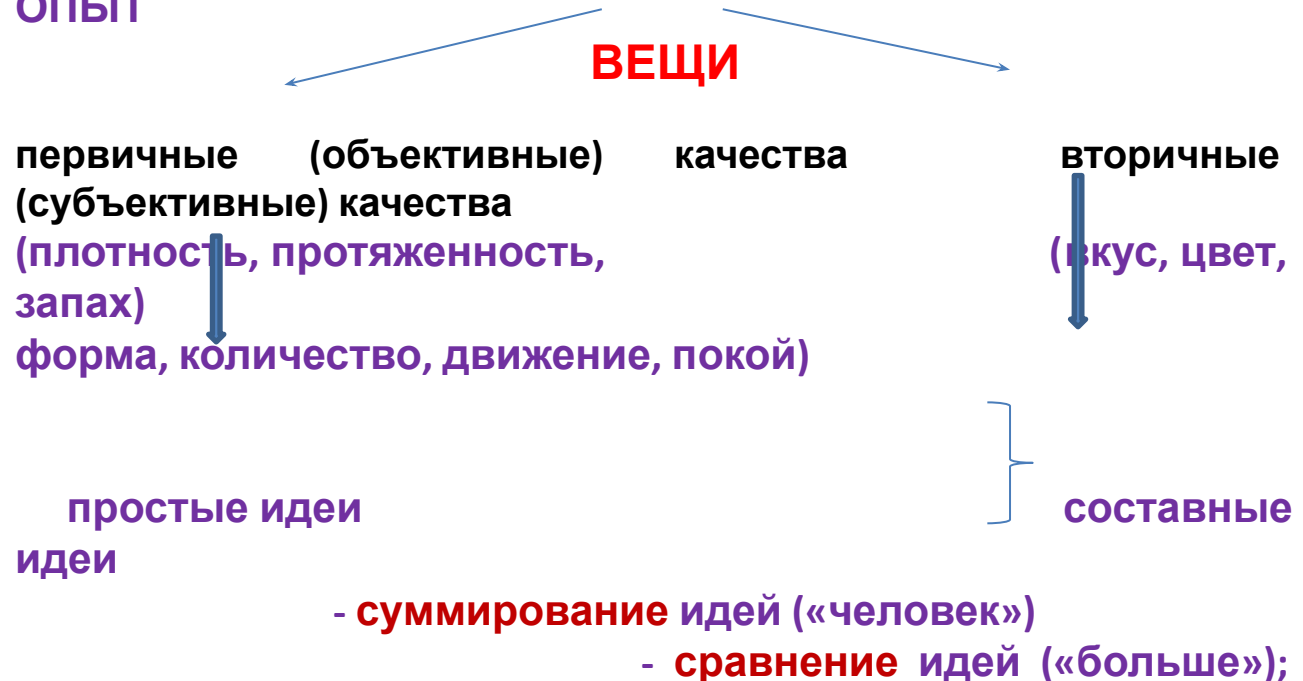 ОПЫТ
ВЕЩИ
первичные (объективные) качества вторичные
(субъективные) качества
(плотность, протяженность, (вкус, цвет,
запах)
форма, количество, движение, покой)
простые идеи составные
идеи
- суммирование идей («человек»)
- сравнение идей («больше»);